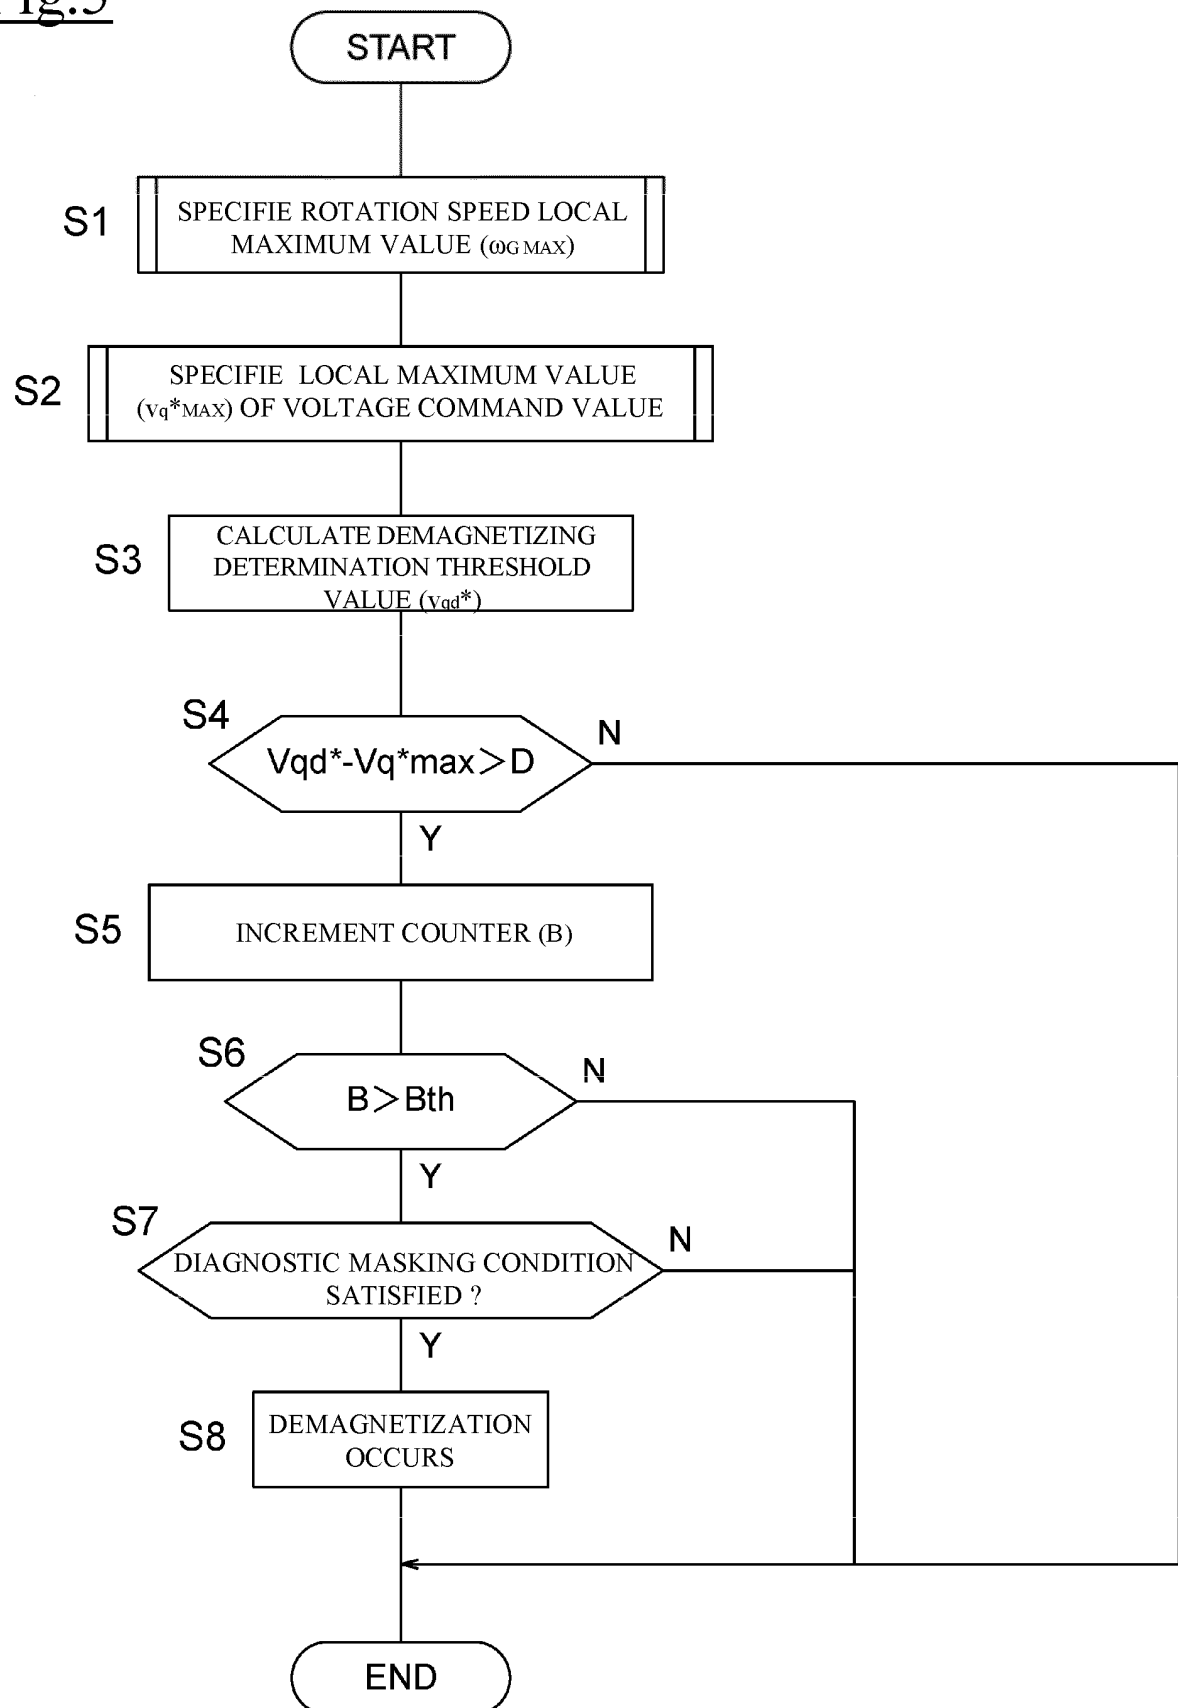 Fig.5
START
S1
SPECIFIE ROTATION SPEED LOCAL
MAXIMUM VALUE (ωG MAX)
S2
SPECIFIE LOCAL MAXIMUM VALUE
(vq*MAX) OF VOLTAGE COMMAND VALUE
S3
CALCULATE DEMAGNETIZING
DETERMINATION THRESHOLD
VALUE (vqd*)
S4
Vqd*-Vq*max＞D
N
Y
S5
INCREMENT COUNTER (B)
S6
B＞Bth
N
Y
S7
DIAGNOSTIC MASKING CONDITION
SATISFIED ?
N
Y
S8
DEMAGNETIZATION
OCCURS
END